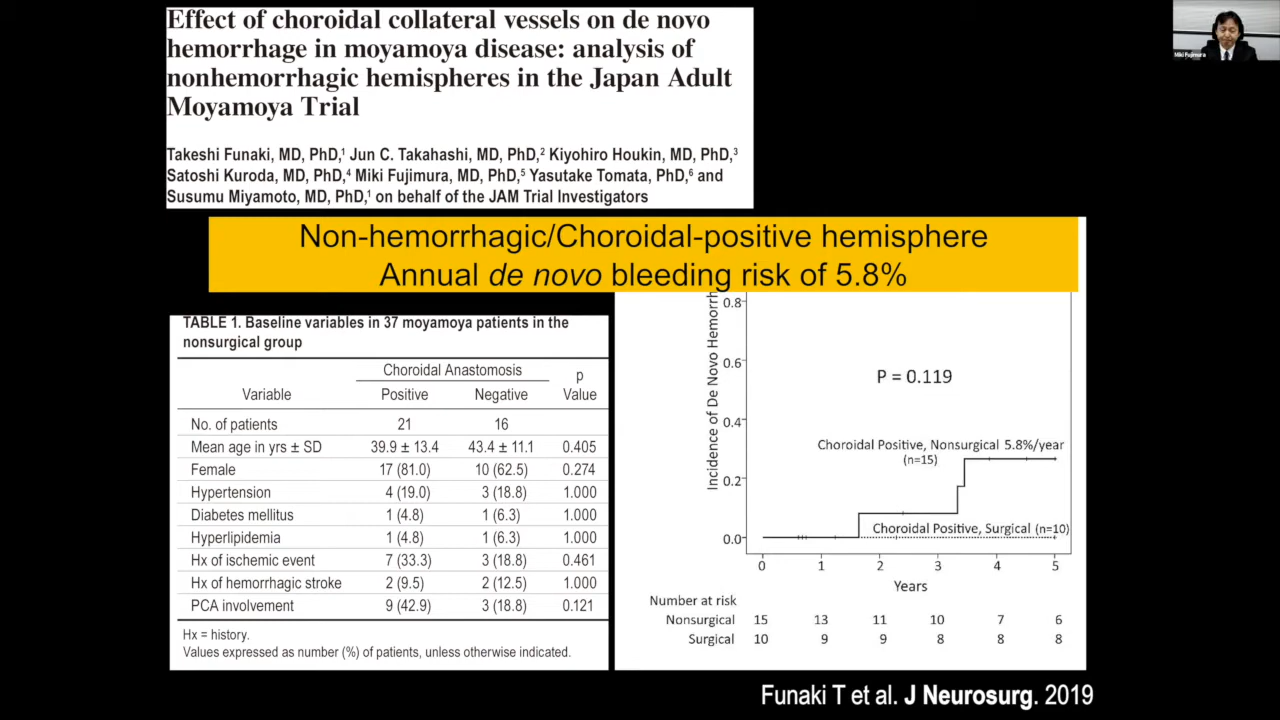 Effect of choroidal collateral vessels on de novo
hemorrhage in moyamoya disease: analysis of
nonhemorrhagic hemispheres in the Japan Adult
Moyamoya Trial
Miki Fujimura
Takeshi Funaki, MD, PhD,¹ Jun C. Takahashi, MD, PhD,² Kiyohiro Houkin, MD, PhD,³
Satoshi Kuroda, MD, PhD,⁴ Miki Fujimura, MD, PhD,⁵ Yasutake Tomata, PhD,⁶ and
Susumu Miyamoto, MD, PhD,¹ on behalf of the JAM Trial Investigators
Non-hemorrhagic/Choroidal-positive hemisphere
Annual de novo bleeding risk of 5.8%
TABLE 1. Baseline variables in 37 moyamoya patients in the
nonsurgical group
Choroidal Anastomosis p
Variable Positive Negative Value
No. of patients 21 16
Mean age in yrs ± SD 39.9 ± 13.4 43.4 ± 11.1 0.405
Female 17 (81.0) 10 (62.5) 0.274
Hypertension 4 (19.0) 3 (18.8) 1.000
Diabetes mellitus 1 (4.8) 1 (6.3) 1.000
Hyperlipidemia 1 (4.8) 1 (6.3) 1.000
Hx of ischemic event 7 (33.3) 3 (18.8) 0.461
Hx of hemorrhagic stroke 2 (9.5) 2 (12.5) 1.000
PCA involvement 9 (42.9) 3 (18.8) 0.121
Hx = history.
Values expressed as number (%) of patients, unless otherwise indicated.
Incidence of De Novo Hemorrh
0.8
0.6
0.4
0.2
0.0
P = 0.119
Choroidal Positive, Nonsurgical 5.8%/year
(n=15)
Choroidal Positive, Surgical (n=10)
0 1 2 3 4 5
Years
Number at risk
Nonsurgical 15 13 11 10 7 6
Surgical 10 9 9 8 8 8
Funaki T et al. J Neurosurg. 2019